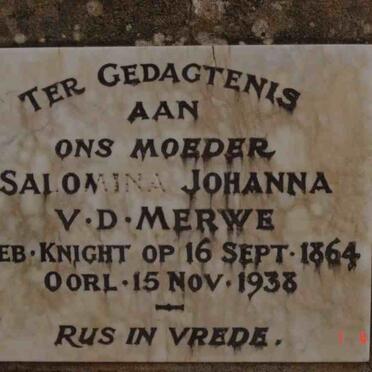 TER GEDAGTENIS
AAN
ONS MOEDER
SALOMINA JOHANNA
V·D·MERWE
EB·KNIGHT OP 16 SEPT·1864
OORL·15 NOV·1938
RUS IN VREDE.